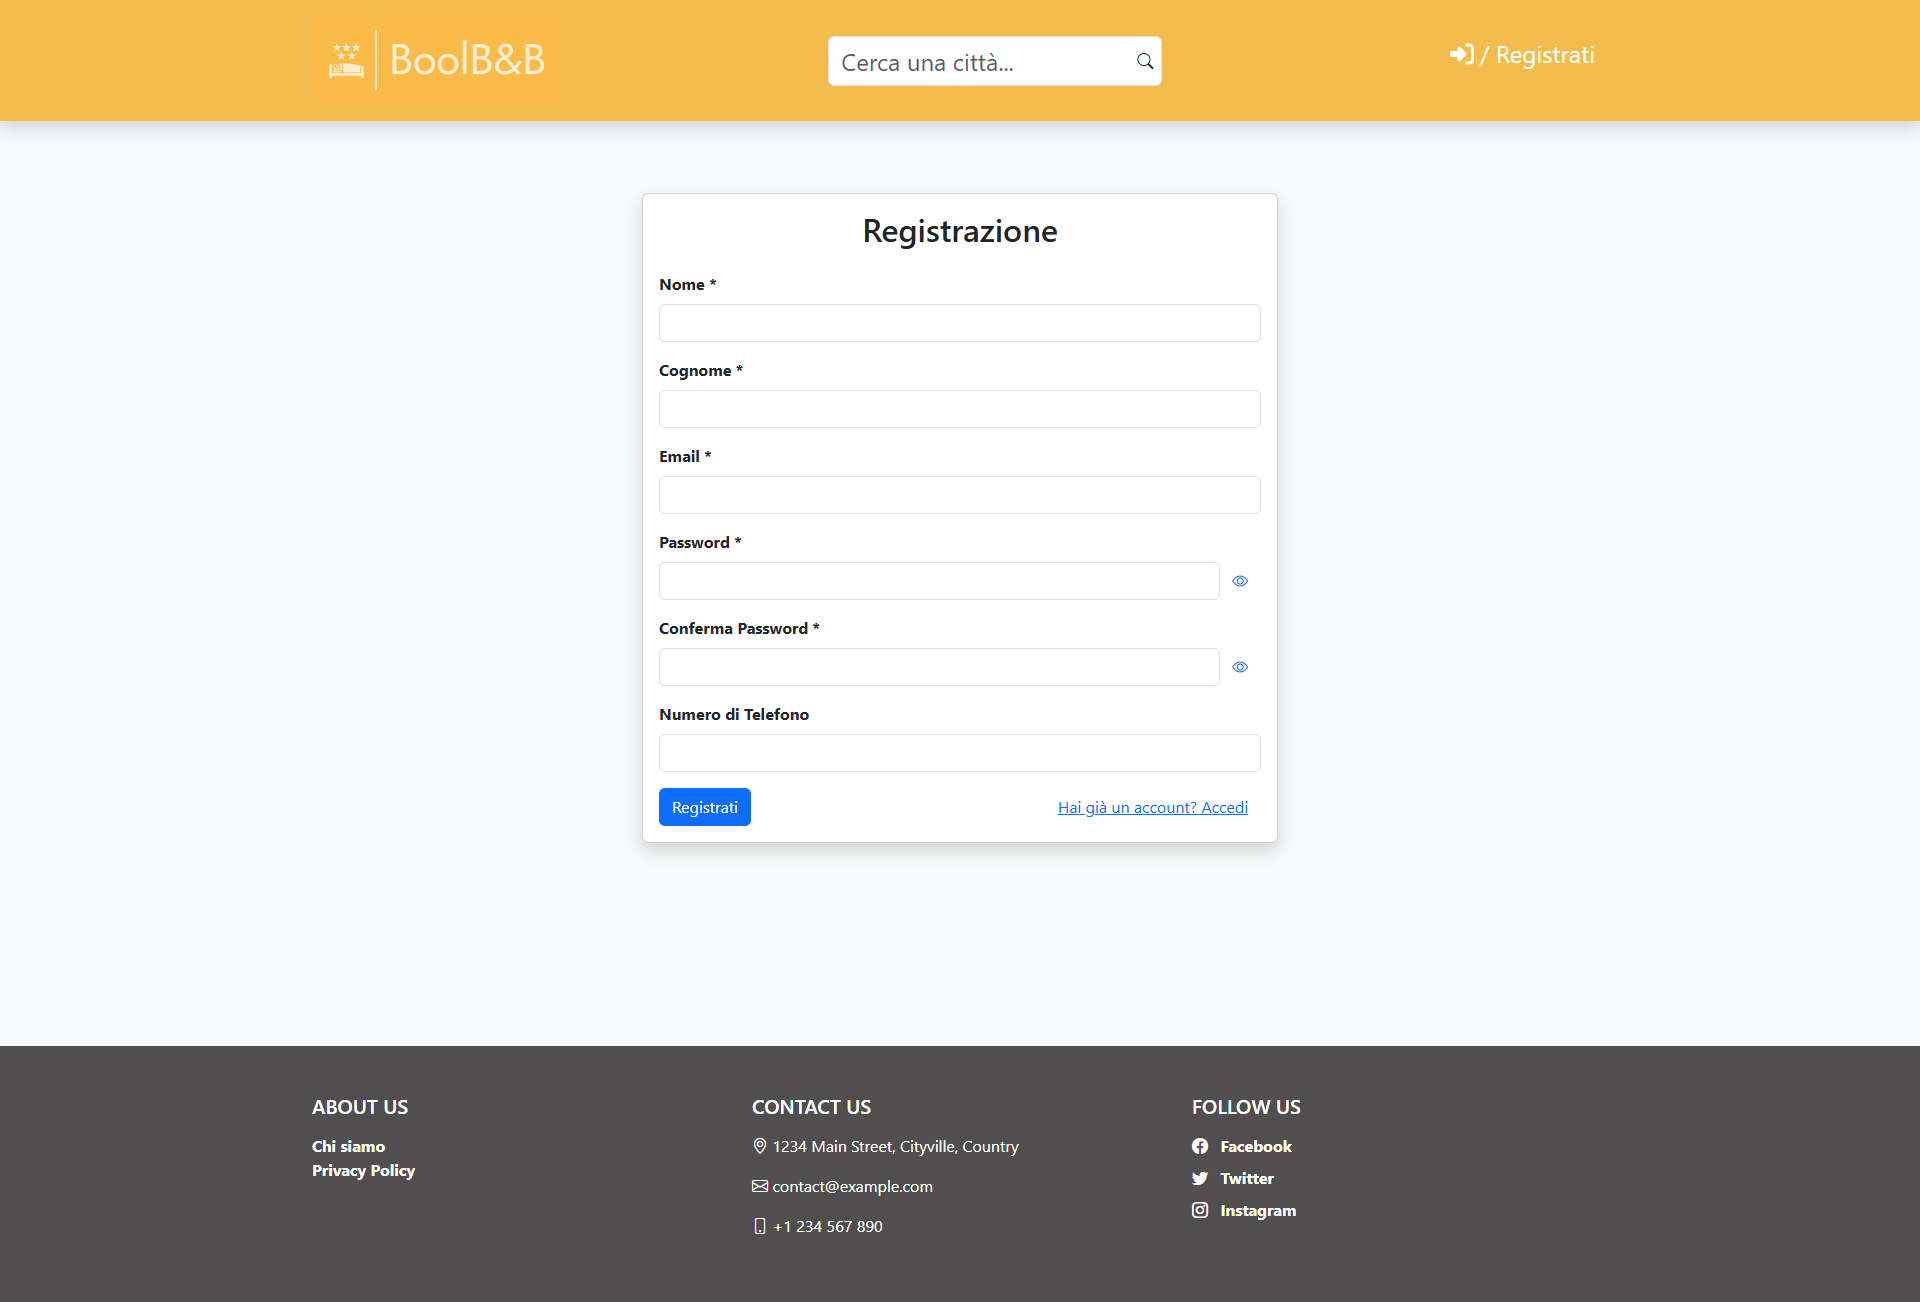 BoolB&B
Cerca una città...
/ Registrati
Registrazione
Nome *
Cognome *
Email *
Password *
Conferma Password *
Numero di Telefono
Registrati
Hai già un account? Accedi
ABOUT US
Chi siamo
Privacy Policy
CONTACT US
1234 Main Street, Cityville, Country
contact@example.com
+1 234 567 890
FOLLOW US
Facebook
Twitter
Instagram